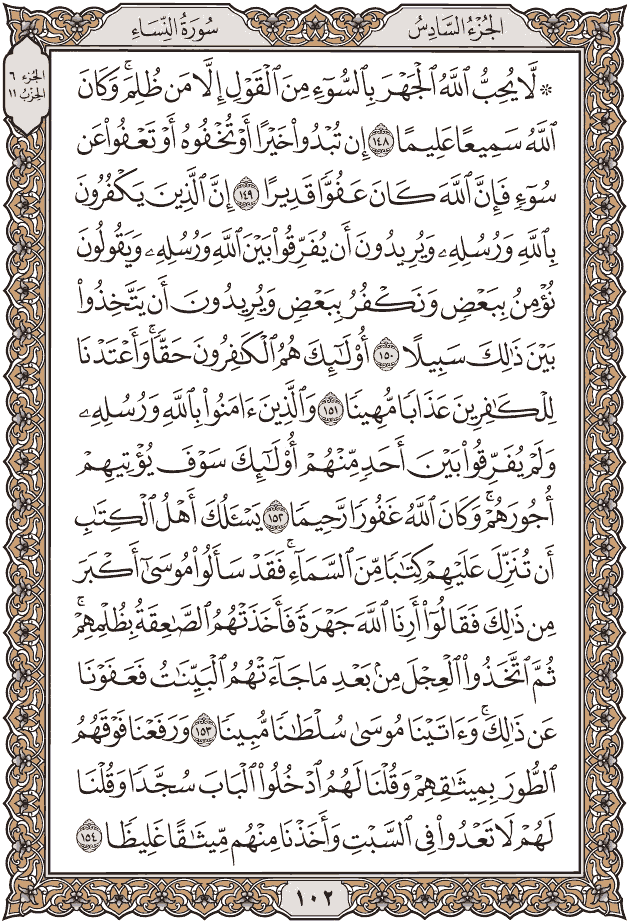 الجُزْءُ السَّادِسُ
سُورَةُ النِّسَاءِ
الجزء ٦
الحزب ١١
۞ لَّا يُحِبُّ ٱللَّهُ ٱلْجَهْرَ بِٱلسُّوٓءِ مِنَ ٱلْقَوْلِ إِلَّا مَن ظُلِمَۚ وَكَانَ
ٱللَّهُ سَمِيعًا عَلِيمًا ١٤٨ إِن تُبْدُوا۟ خَيْرًا أَوْ تُخْفُوهُ أَوْ تَعْفُوا۟ عَن
سُوٓءٍ فَإِنَّ ٱللَّهَ كَانَ عَفُوًّا قَدِيرًا ١٤٩ إِنَّ ٱلَّذِينَ يَكْفُرُونَ
بِٱللَّهِ وَرُسُلِهِۦ وَيُرِيدُونَ أَن يُفَرِّقُوا۟ بَيْنَ ٱللَّهِ وَرُسُلِهِۦ وَيَقُولُونَ
نُؤْمِنُ بِبَعْضٍ وَنَكْفُرُ بِبَعْضٍ وَيُرِيدُونَ أَن يَتَّخِذُوا۟
بَيْنَ ذَٰلِكَ سَبِيلًا ١٥٠ أُو۟لَٰٓئِكَ هُمُ ٱلْكَٰفِرُونَ حَقًّاۚ وَأَعْتَدْنَا
لِلْكَٰفِرِينَ عَذَابًا مُّهِينًا ١٥١ وَٱلَّذِينَ ءَامَنُوا۟ بِٱللَّهِ وَرُسُلِهِۦ
وَلَمْ يُفَرِّقُوا۟ بَيْنَ أَحَدٍ مِّنْهُمْ أُو۟لَٰٓئِكَ سَوْفَ يُؤْتِيهِمْ
أُجُورَهُمْۚ وَكَانَ ٱللَّهُ غَفُورًا رَّحِيمًا ١٥٢ يَسْـَٔلُكَ أَهْلُ ٱلْكِتَٰبِ
أَن تُنَزِّلَ عَلَيْهِمْ كِتَٰبًا مِّنَ ٱلسَّمَآءِۚ فَقَدْ سَأَلُوا۟ مُوسَىٰٓ أَكْبَرَ
مِن ذَٰلِكَ فَقَالُوٓا۟ أَرِنَا ٱللَّهَ جَهْرَةً فَأَخَذَتْهُمُ ٱلصَّٰعِقَةُ بِظُلْمِهِمْۚ
ثُمَّ ٱتَّخَذُوا۟ ٱلْعِجْلَ مِنۢ بَعْدِ مَا جَآءَتْهُمُ ٱلْبَيِّنَٰتُ فَعَفَوْنَا
عَن ذَٰلِكَۚ وَءَاتَيْنَا مُوسَىٰ سُلْطَٰنًا مُّبِينًا ١٥٣ وَرَفَعْنَا فَوْقَهُمُ
ٱلطُّورَ بِمِيثَٰقِهِمْ وَقُلْنَا لَهُمُ ٱدْخُلُوا۟ ٱلْبَابَ سُجَّدًا وَقُلْنَا
لَهُمْ لَا تَعْدُوا۟ فِى ٱلسَّبْتِ وَأَخَذْنَا مِنْهُم مِّيثَٰقًا غَلِيظًا ١٥٤
١٠٢